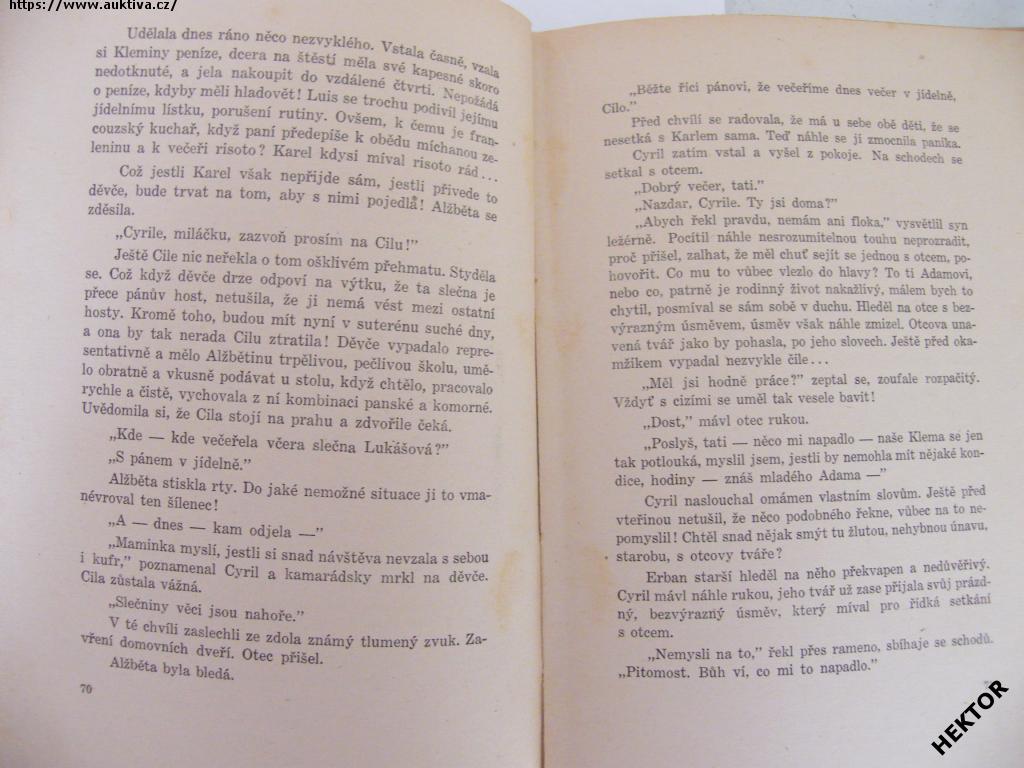 https://www.auktiva.cz/
Udělala dnes ráno něco nezvyklého. Vstala časně, vzala
si Kleminy peníze, dcera na štěstí měla své kapesné skoro
nedotknuté, a jela nakoupit do vzdálené čtvrti. Nepožádá
o peníze, kdyby měli hladovět! Luis se trochu podivil jejímu
jídelnímu lístku, porušení rutiny. Ovšem, k čemu je fran-
couzský kuchař, když paní předepíše k obědu míchanou ze-
leninu a k večeři risoto? Karel kdysi míval risoto rád...
Což jestli Karel však nepřijde sám, jestli přivede to
děvče, bude trvat na tom, aby s nimi pojedla! Alžběta se
zděsila.
„Cyrile, miláčku, zazvoň prosím na Cilu!"
Ještě Cile nic neřekla o tom ošklivém přehmatu. Styděla
se. Což když děvče drze odpoví na výtku, že ta slečna je
přece pánův host, netušila, že ji nemá vést mezi ostatní
hosty. Kromě toho, budou mít nyní v suterénu suché dny,
a ona by tak nerada Cilu ztratila! Děvče vypadalo repre-
sentativně a mělo Alžbětinu trpělivou, pečlivou školu, umě-
lo obratně a vkusně podávat u stolu, když chtělo, pracovalo
rychle a čistě, vychovala z ní kombinaci panské a komorné.
Uvědomila si, že Cila stojí na prahu a zdvořile čeká.
„Kde — kde večeřela včera slečna Lukášová?"
„S pánem v jídelně."
Alžběta stiskla rty. Do jaké nemožné situace ji to vma-
névroval ten šílenec!
„A — dnes — kam odjela —"
„Maminka myslí, jestli si snad návštěva nevzala s sebou
i kufr," poznamenal Cyril a kamarádsky mrkl na děvče.
Cila zůstala vážná.
„Slečniny věci jsou nahoře."
V té chvíli zaslechli ze zdola známý tlumený zvuk. Za-
vření domovních dveří. Otec přišel.
Alžběta byla bledá.
70
„Běžte říci pánovi, že večeříme dnes večer v jídelně,
Cílo."
Před chvílí se radovala, že má u sebe obě děti, že se
nesetká s Karlem sama. Teď náhle se jí zmocnila panika.
Cyril zatím vstal a vyšel z pokoje. Na schodech se
setkal s otcem.
„Dobrý večer, tati."
„Nazdar, Cyrile. Ty jsi doma?"
„Abych řekl pravdu, nemám ani floka," vysvětlil syn
ležérně. Pocítil náhle nesrozumitelnou touhu neprozradit,
proč přišel, zalhat, že měl chuť sejít se jednou s otcem, po-
hovořit. Co mu to vůbec vlezlo do hlavy? To ti Adamovi,
nebo co, patrně je rodinný život nakažlivý, málem bych to
chytil, posmíval se sám sobě v duchu. Hleděl na otce s bez-
výrazným úsměvem, úsměv však náhle zmizel. Otcova una-
vená tvář jako by pohasla, po jeho slovech. Ještě před oka-
mžikem vypadal nezvykle čile...
„Měl jsi hodně práce?" zeptal se, zoufale rozpačitý.
Vždyť s cizími se uměl tak vesele bavit!
„Dost," mávl otec rukou.
„Poslyš, tati — něco mi napadlo — naše Klema se jen
tak potlouká, myslil jsem, jestli by nemohla mít nějaké kon-
dice, hodiny — znáš mladého Adama —"
Cyril naslouchal omámen vlastním slovům. Ještě před
vteřinou netušil, že něco podobného řekne, vůbec na to ne-
pomyslil! Chtěl snad nějak smýt tu žlutou, nehybnou únavu,
starobu, s otcovy tváře?
Erban starší hleděl na něho překvapen a nedůvěřivý.
Cyril mávl náhle rukou, jeho tvář už zase přijala svůj prázd-
ný, bezvýrazný úsměv, který míval pro řídká setkání
s otcem.
„Nemysli na to," řekl přes rameno, sbíhaje se schodů.
„Pitomost. Bůh ví, co mi to napadlo."
HEKTOR